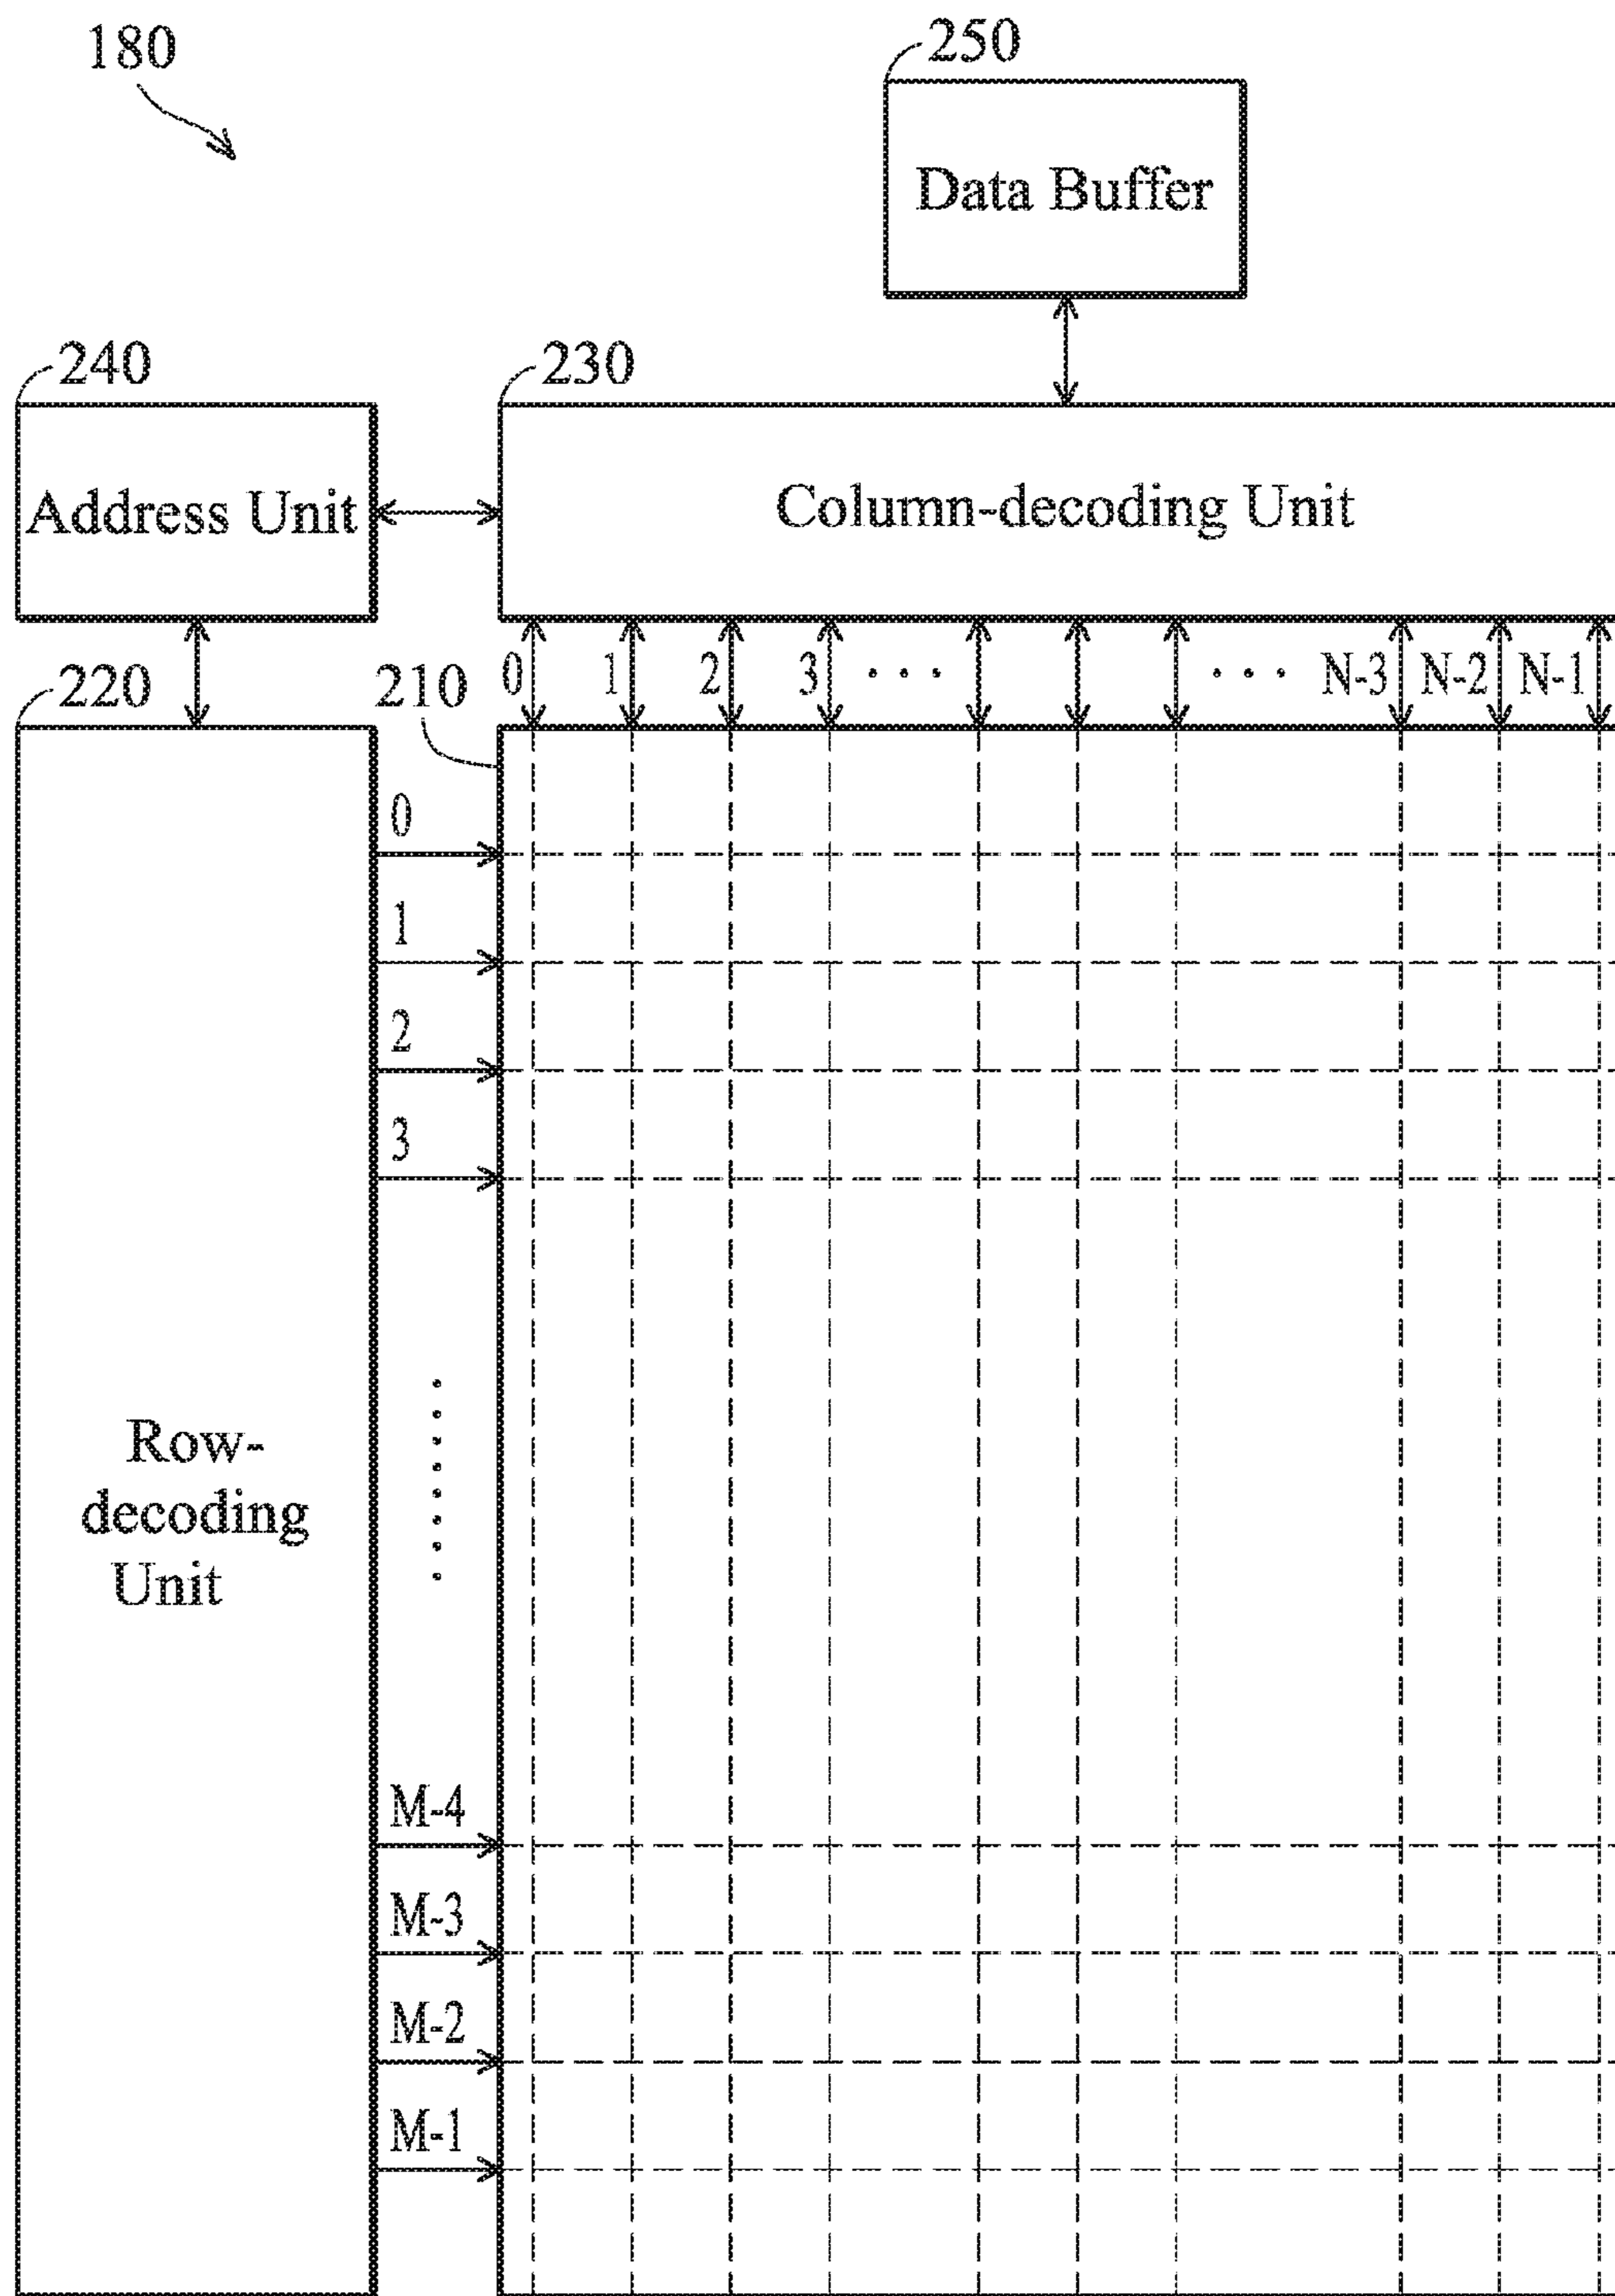 180
250
Data Buffer
240
230
Address Unit
Column-decoding Unit
220
210
0 1 2 3 · · · · · · N-3 N-2 N-1
0
1
2
3
Row-
decoding
Unit
M-4
M-3
M-2
M-1